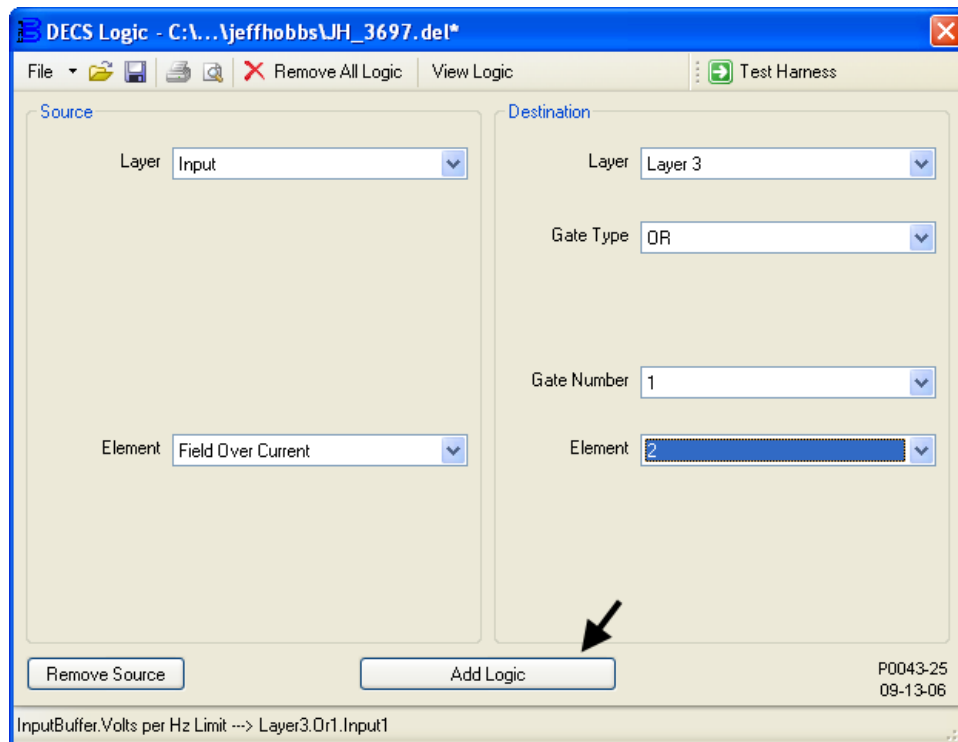 DECS Logic - C:\...\jeffhobbs\JH_3697.del*
File Remove All Logic View Logic Test Harness
Source
Layer Input
Element Field Over Current
Destination
Layer Layer 3
Gate Type OR
Gate Number 1
Element 2
Remove Source Add Logic
P0043-25
09-13-06
InputBuffer.Volts per Hz Limit ---> Layer3.Or1.Input1